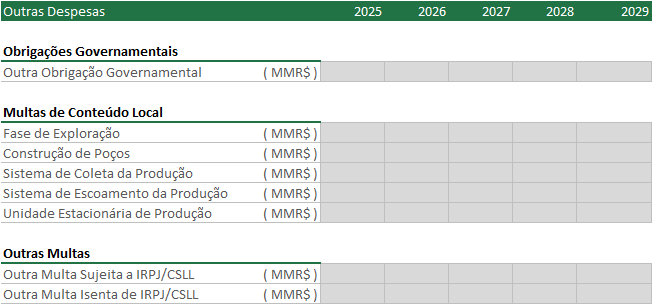 Outras Despesas 2025 2026 2027 2028 2029
Obrigações Governamentais
Outra Obrigação Governamental ( MMR$ )
Multas de Conteúdo Local
Fase de Exploração ( MMR$ )
Construção de Poços ( MMR$ )
Sistema de Coleta da Produção ( MMR$ )
Sistema de Escoamento da Produção ( MMR$ )
Unidade Estacionária de Produção ( MMR$ )
Outras Multas
Outra Multa Sujeita a IRPJ/CSLL ( MMR$ )
Outra Multa Isenta de IRPJ/CSLL ( MMR$ )